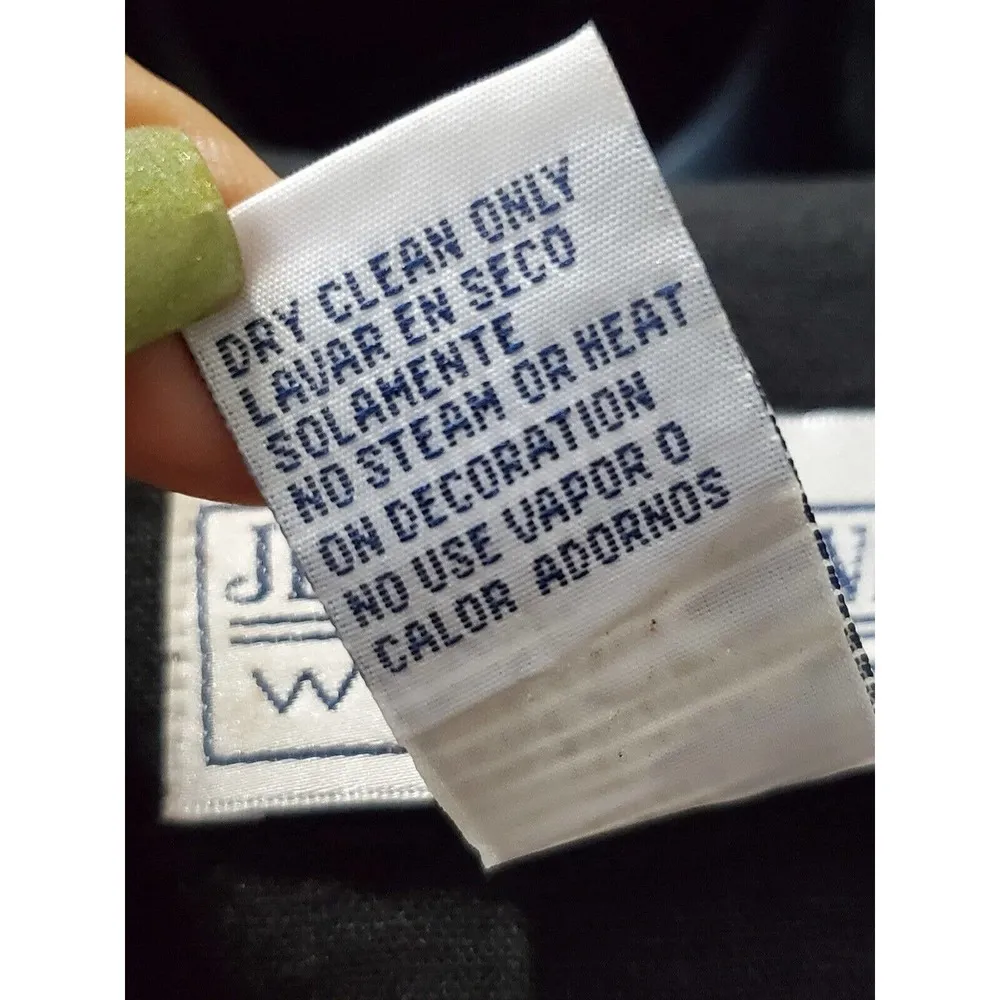 DRY CLEAN ONLY
LAVAR EN SECO
SOLAMENTE
NO STEAM OR HEAT
ON DECORATION
NO USE VAPOR O
CALOR ADORNOS